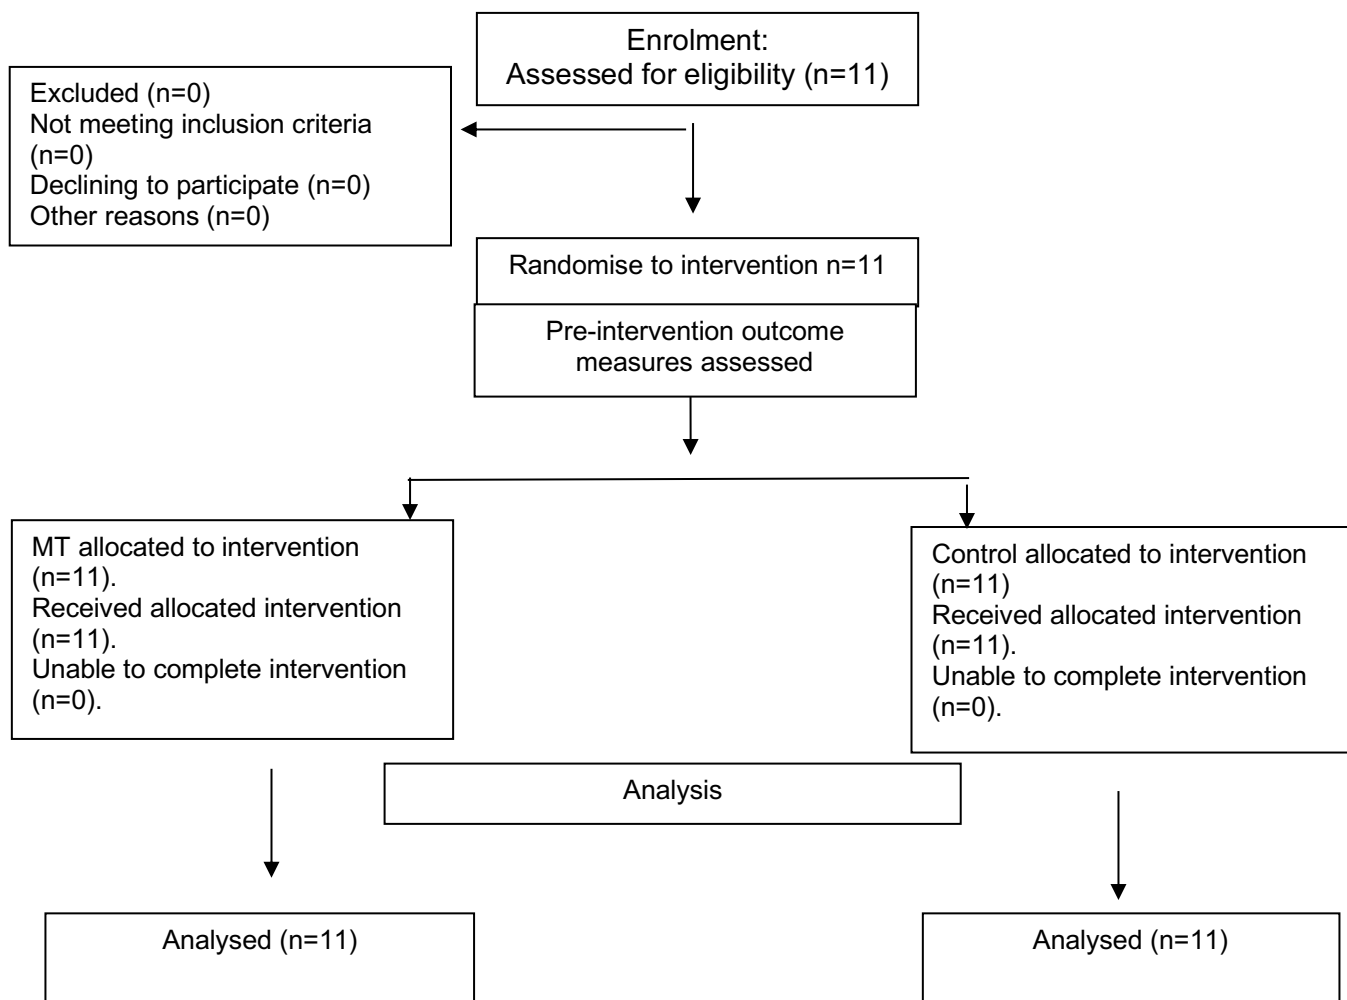 Enrolment:
Assessed for eligibility (n=11)
Excluded (n=0)
Not meeting inclusion criteria
(n=0)
Declining to participate (n=0)
Other reasons (n=0)
Randomise to intervention n=11
Pre-intervention outcome
measures assessed
MT allocated to intervention
(n=11).
Received allocated intervention
(n=11).
Unable to complete intervention
(n=0).
Control allocated to intervention
(n=11)
Received allocated intervention
(n=11).
Unable to complete intervention
(n=0).
Analysis
Analysed (n=11)
Analysed (n=11)